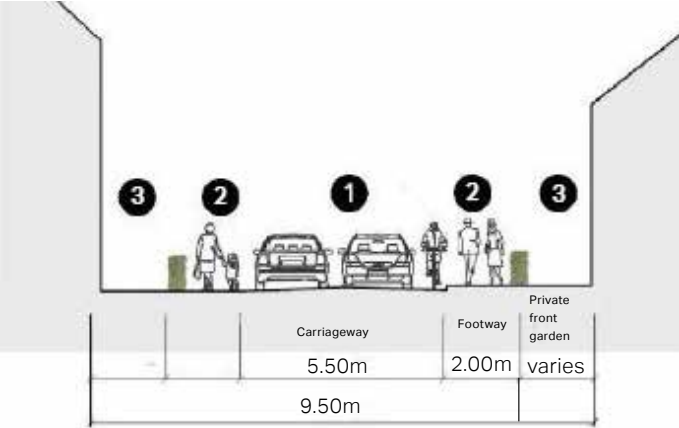 3
2
1
2
3
Carriageway
Footway
Private
front
garden
5.50m
2.00m
varies
9.50m